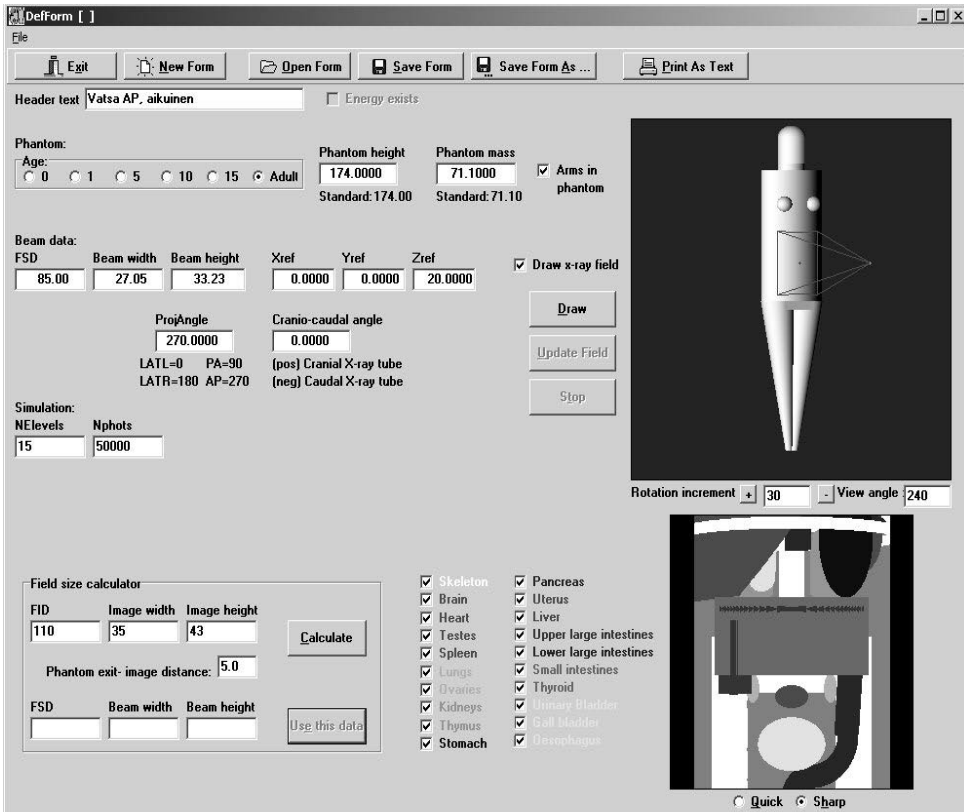 DefForm [ ]
File
Exit New Form Open Form Save Form Save Form As ... Print As Text
Header text Vatsa AP, aikuinen Energy exists
Phantom:
Age:
0 1 5 10 15 Adult
Phantom height Phantom mass
174.0000 71.1000 Arms in phantom
Standard: 174.00 Standard: 71.10
Beam data:
FSD Beam width Beam height Xref Yref Zref
85.00 27.05 33.23 0.0000 0.0000 20.0000
Draw x-ray field
Draw
Update Field
Stop
ProjAngle Cranio-caudal angle
270.0000 0.0000
LATL=0 PA=90 (pos) Cranial X-ray tube
LATR=180 AP=270 (neg) Caudal X-ray tube
Simulation:
NElevels Nphots
15 50000
Rotation increment + 30 - View angle : 240
Field size calculator
FID Image width Image height
110 35 43
Calculate
Phantom exit- image distance: 5.0
FSD Beam width Beam height
Use this data
Skeleton Pancreas
Brain Uterus
Heart Liver
Testes Upper large intestines
Spleen Lower large intestines
Lungs Small intestines
Ovaries Thyroid
Kidneys Urinary Bladder
Thymus Gall bladder
Stomach Oesophagus
Quick Sharp